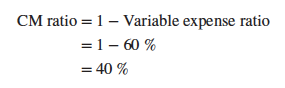 CM ratio = 1 − Variable expense ratio
= 1 − 60 %
= 40 %